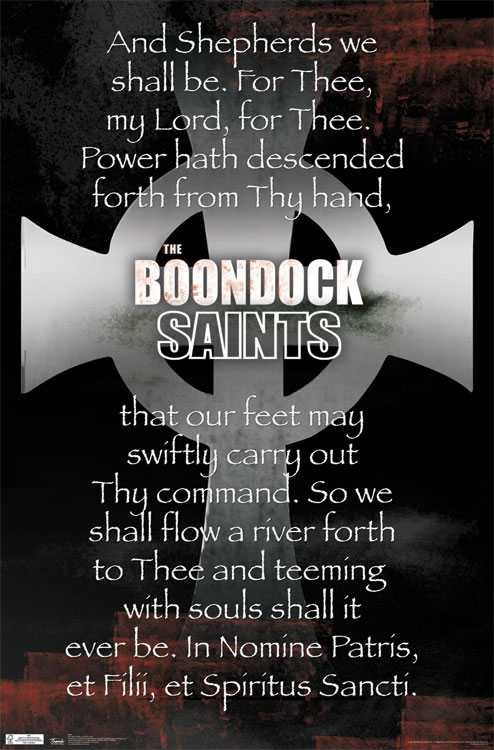 And Shepherds we
shall be. For Thee,
my Lord, for Thee.
Power hath descended
forth from Thy hand,
THE
BOONDOCK
SAINTS
that our feet may
swiftly carry out
Thy command. So we
shall flow a river forth
to Thee and teeming
with souls shall it
ever be. In Nomine Patris,
et Filii, et Spiritus Sancti.